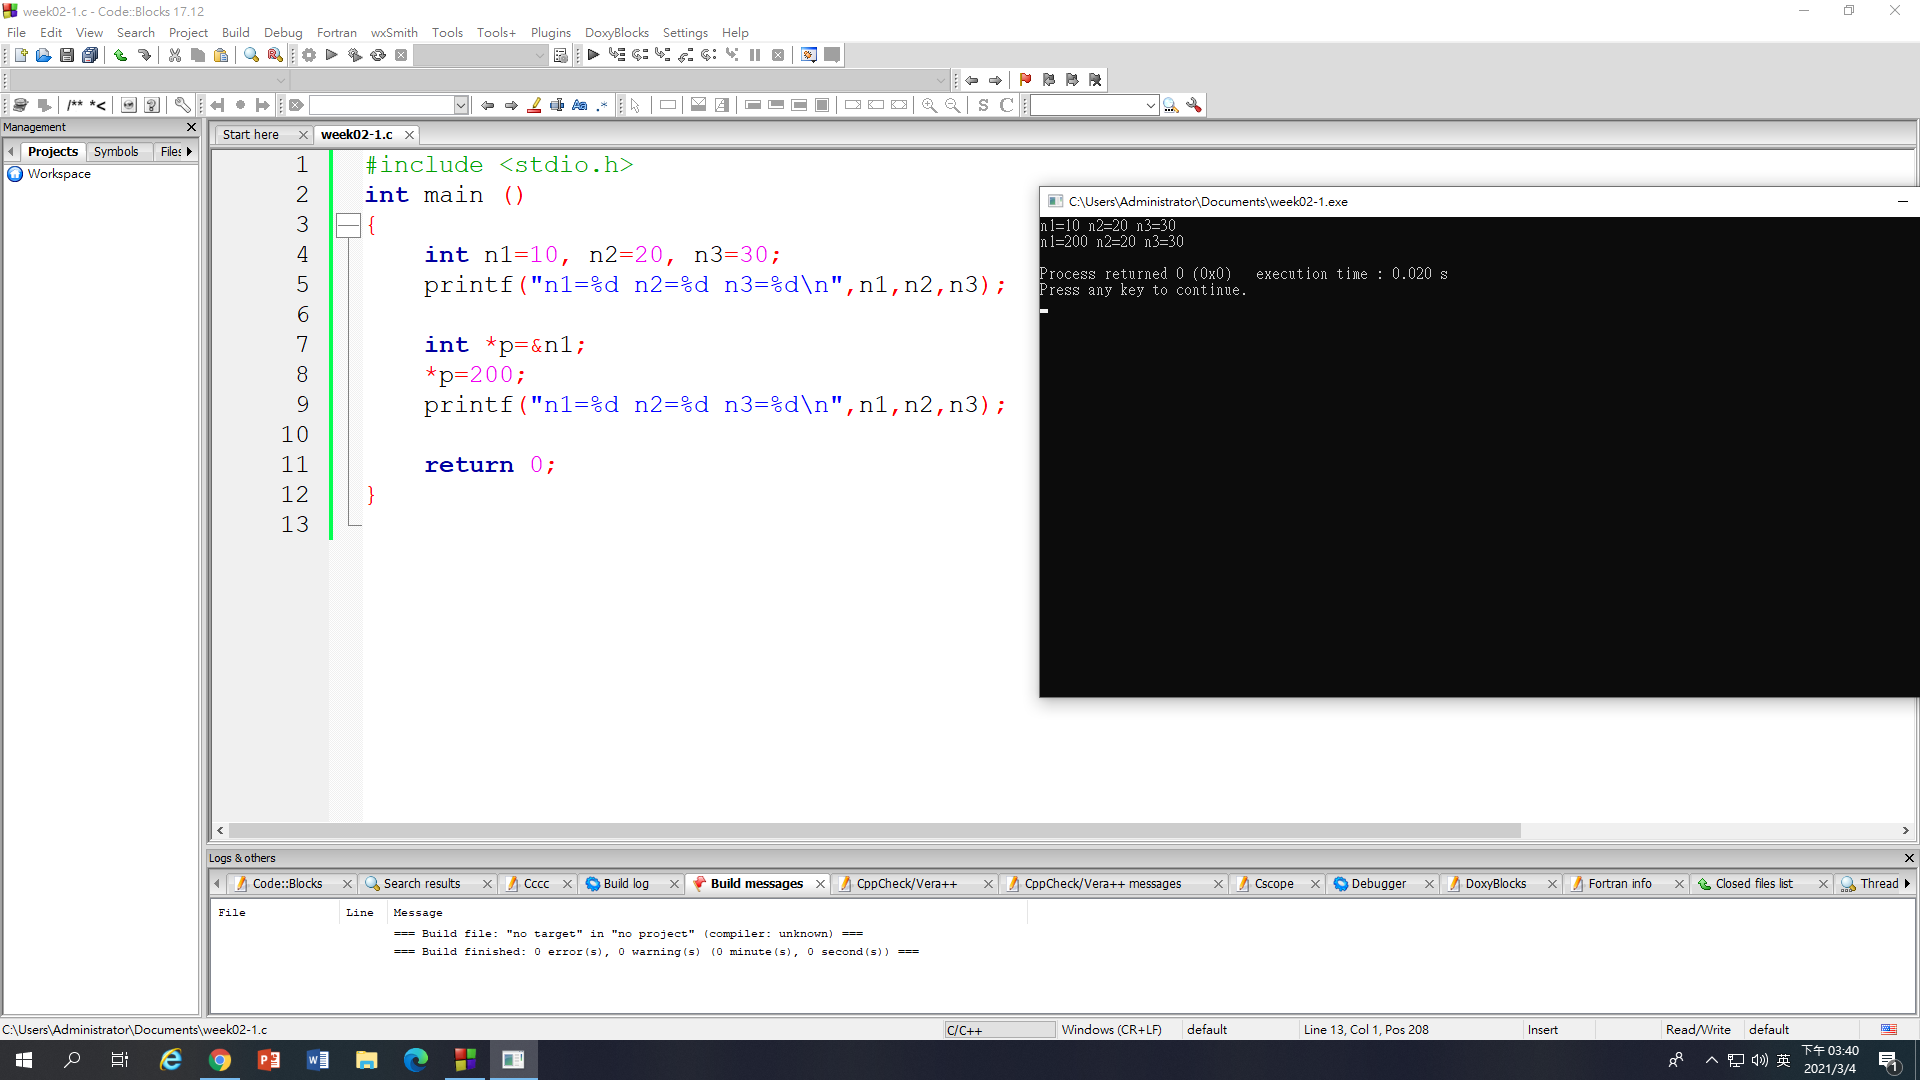 week02-1.c - Code::Blocks 17.12
File Edit View Search Project Build Debug Fortran wxSmith Tools Tools+ Plugins DoxyBlocks Settings Help
/** *<
S C
Management
Projects Symbols Files
Workspace
Start here week02-1.c
1 #include <stdio.h>
2 int main ()
3 {
4 int n1=10, n2=20, n3=30;
5 printf("n1=%d n2=%d n3=%d\n",n1,n2,n3);
6
7 int *p=&n1;
8 *p=200;
9 printf("n1=%d n2=%d n3=%d\n",n1,n2,n3);
10
11 return 0;
12 }
13
C:\Users\Administrator\Documents\week02-1.exe
n1=10 n2=20 n3=30
n1=200 n2=20 n3=30
Process returned 0 (0x0) execution time : 0.020 s
Press any key to continue.
Logs & others
Code::Blocks Search results Cccc Build log Build messages CppCheck/Vera++ CppCheck/Vera++ messages Cscope Debugger DoxyBlocks Fortran info Closed files list Thread
File Line Message
=== Build file: "no target" in "no project" (compiler: unknown) ===
=== Build finished: 0 error(s), 0 warning(s) (0 minute(s), 0 second(s)) ===
C:\Users\Administrator\Documents\week02-1.c C/C++ Windows (CR+LF) default Line 13, Col 1, Pos 208 Insert Read/Write default
英 下午 03:40
2021/3/4
1